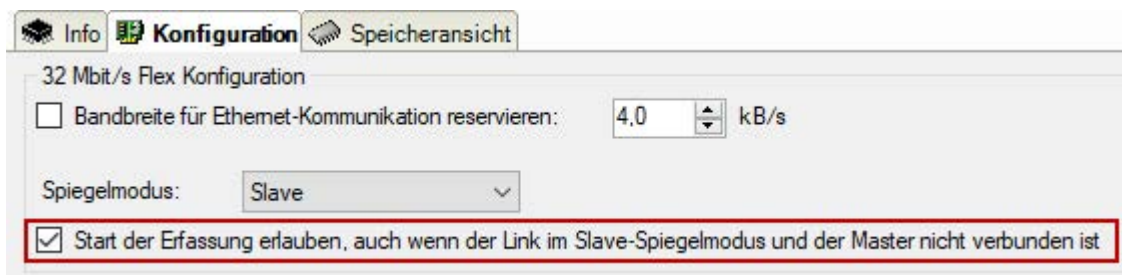 Info Konfiguration Speicheransicht
32 Mbit/s Flex Konfiguration
Bandbreite für Ethernet-Kommunikation reservieren: 4,0 kB/s
Spiegelmodus: Slave
Start der Erfassung erlauben, auch wenn der Link im Slave-Spiegelmodus und der Master nicht verbunden ist